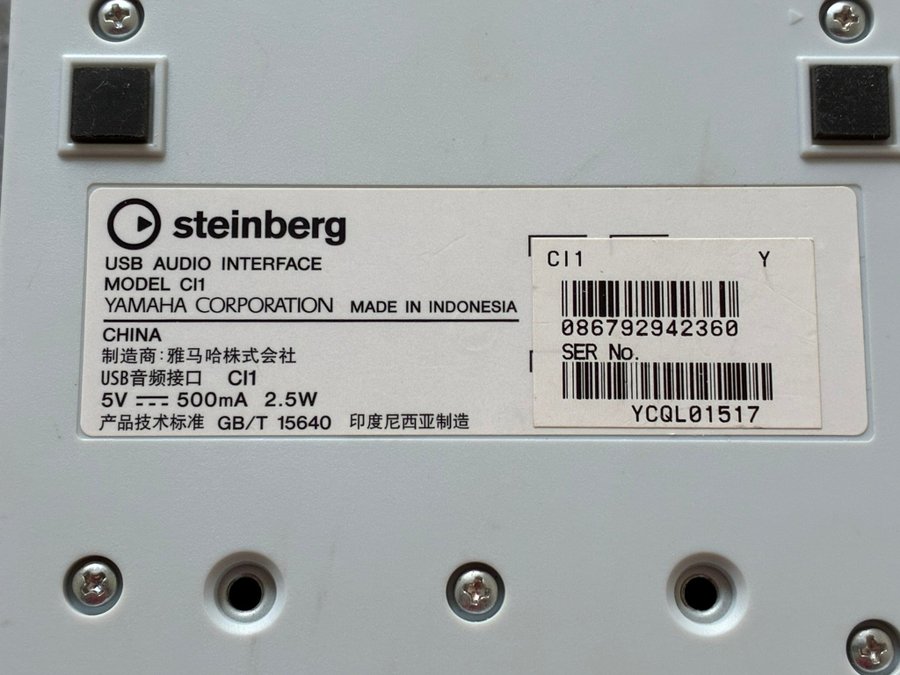 steinberg
USB AUDIO INTERFACE
MODEL CI1
YAMAHA CORPORATION MADE IN INDONESIA
CHINA
制造商:雅马哈株式会社
USB音频接口 CI1
5V ⎓ 500mA 2.5W
产品技术标准 GB/T 15640 印度尼西亚制造
CI1 Y
086792942360
SER No.
YCQL01517